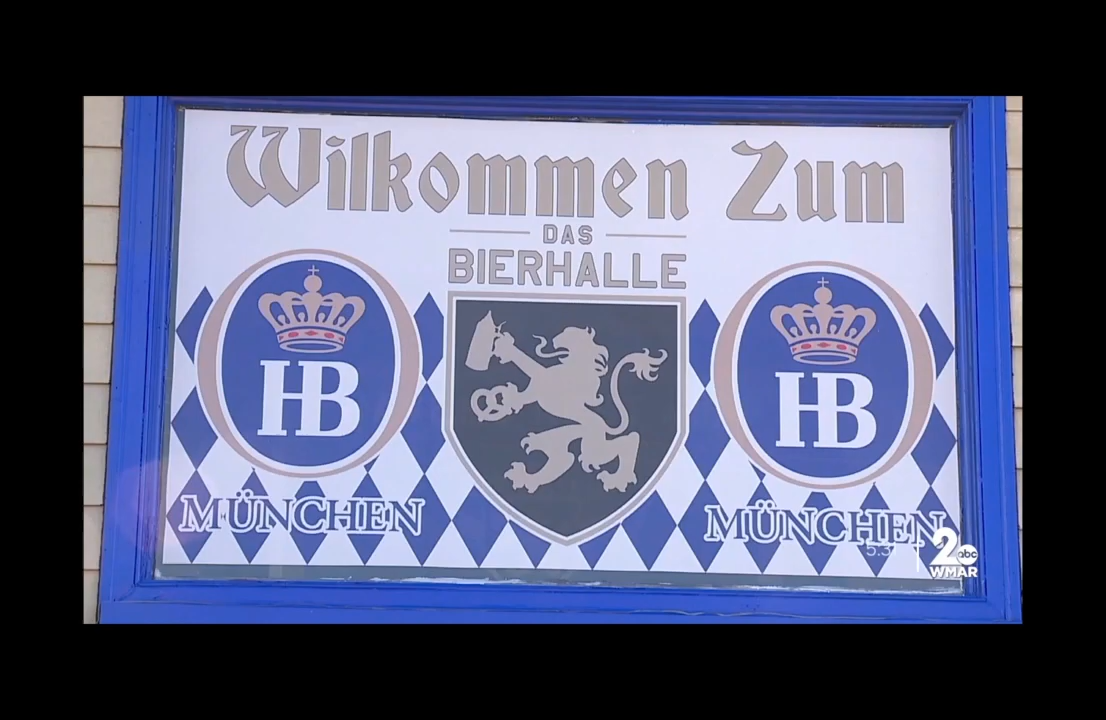 Wilkommen Zum
DAS
BIERHALLE
HB
HB
MÜNCHEN
MÜNCHEN
2 abc
WMAR